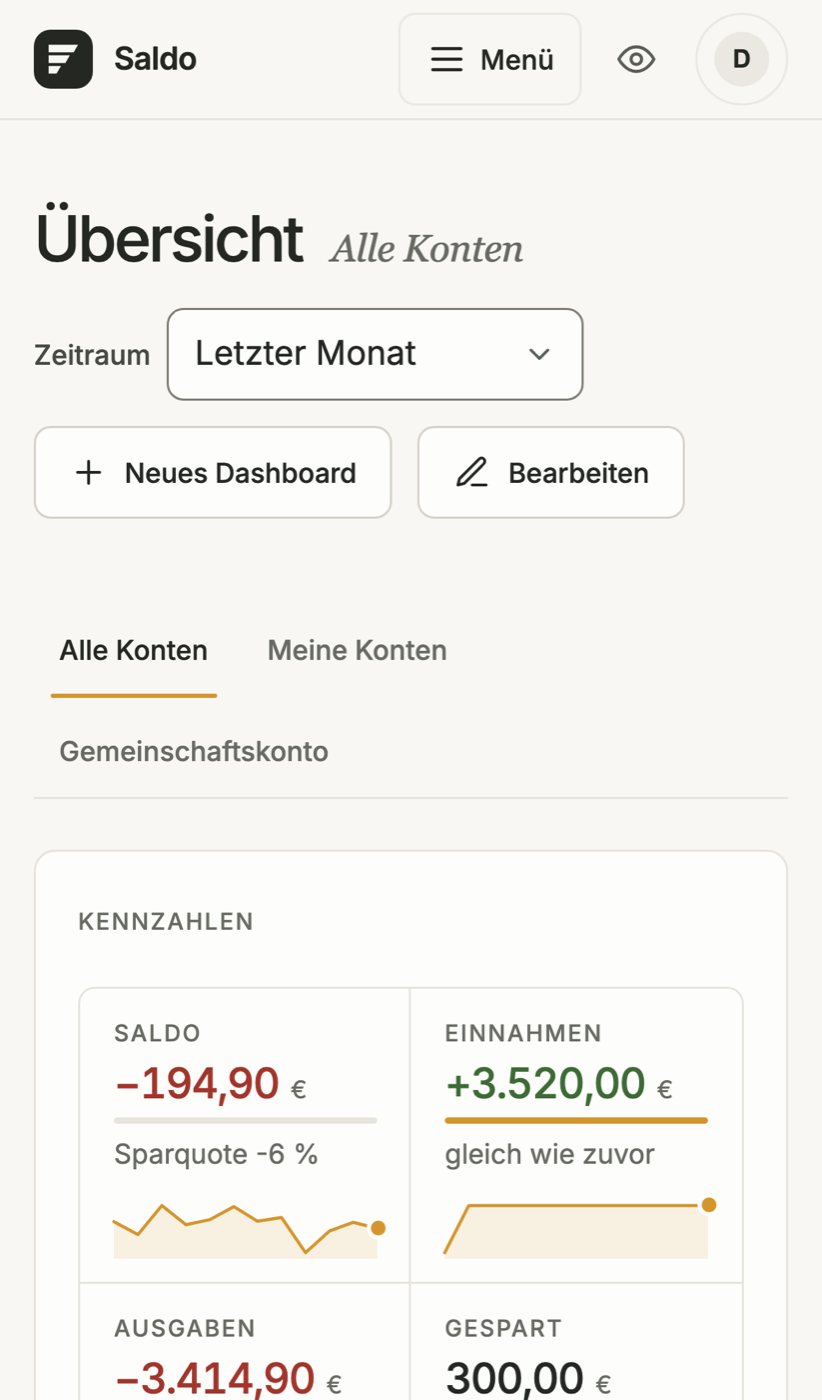 Saldo
Menü
D
Übersicht Alle Konten
Zeitraum Letzter Monat
Neues Dashboard
Bearbeiten
Alle Konten
Meine Konten
Gemeinschaftskonto
KENNZAHLEN
SALDO
−194,90 €
Sparquote -6 %
EINNAHMEN
+3.520,00 €
gleich wie zuvor
AUSGABEN
−3.414,90 €
GESPART
300,00 €